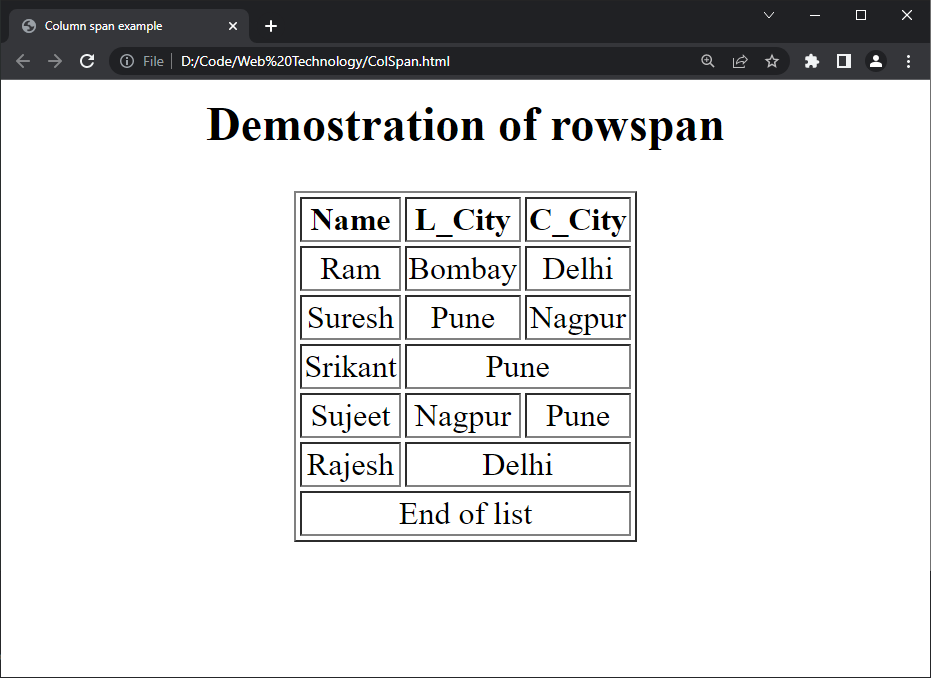 Column span example
File D:/Code/Web%20Technology/ColSpan.html
Demostration of rowspan
Name L_City C_City
Ram Bombay Delhi
Suresh Pune Nagpur
Srikant Pune
Sujeet Nagpur Pune
Rajesh Delhi
End of list